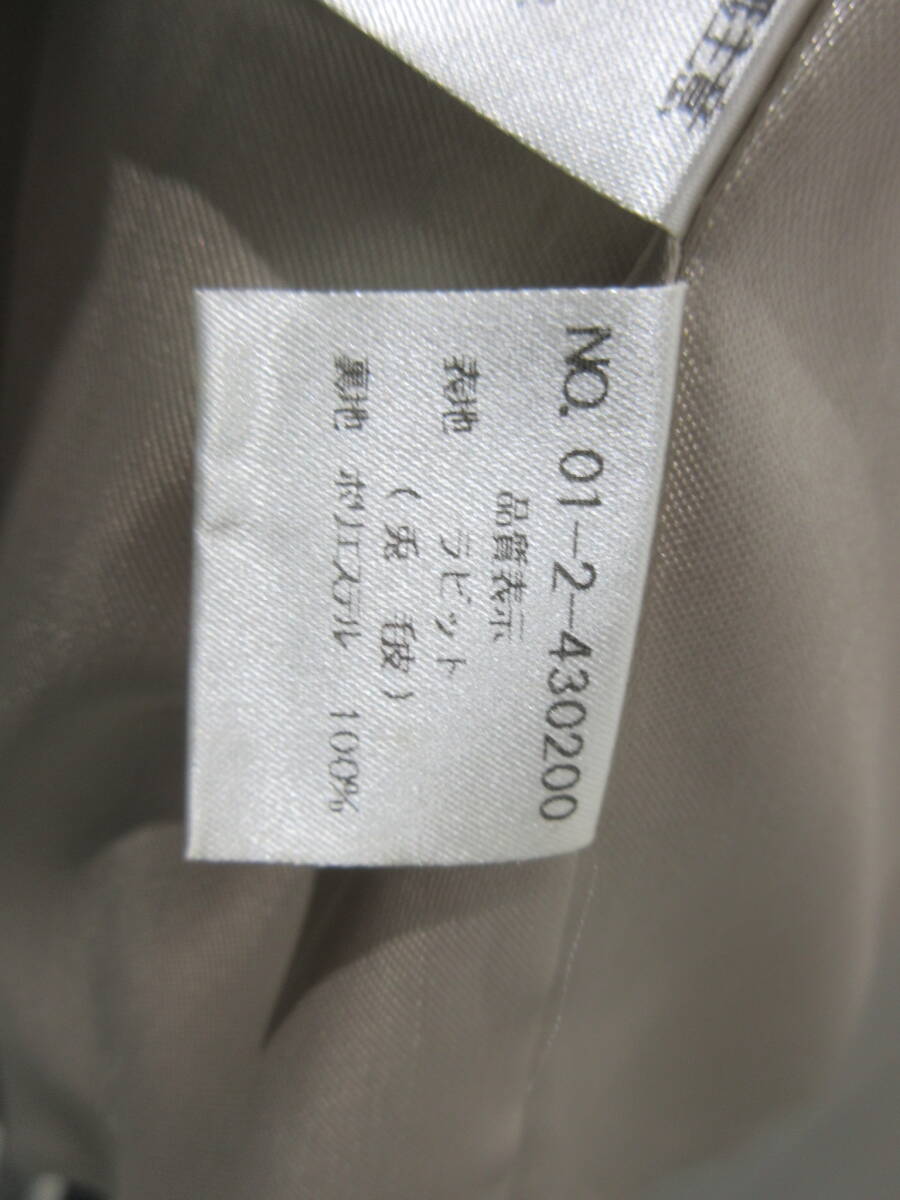 NO. 01-2-430200
品質表示
表地 ラビット
(兎 毛皮)
裏地 ポリエステル 100%